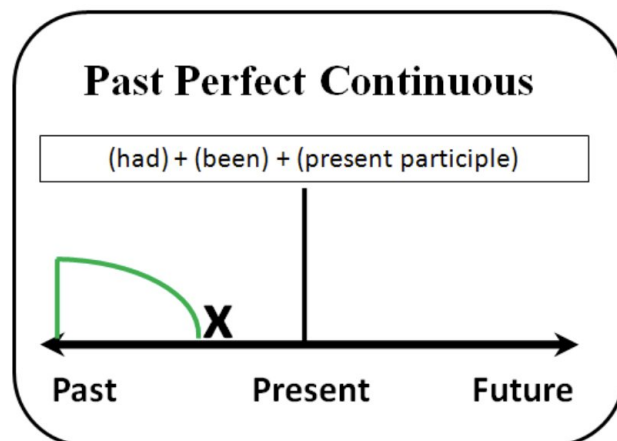 Past Perfect Continuous
(had) + (been) + (present participle)
X
Past Present Future